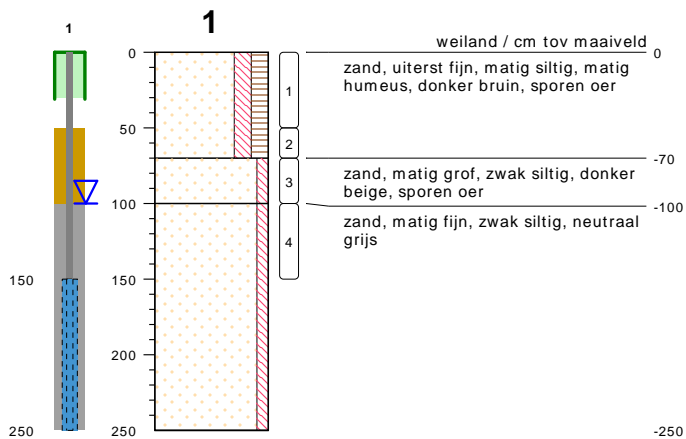 1
1
weiland / cm tov maaiveld
0
0
zand, uiterst fijn, matig siltig, matig
humeus, donker bruin, sporen oer
1
50
2
-70
zand, matig grof, zwak siltig, donker
beige, sporen oer
3
100
-100
zand, matig fijn, zwak siltig, neutraal
grijs
4
150
150
200
250
250
-250